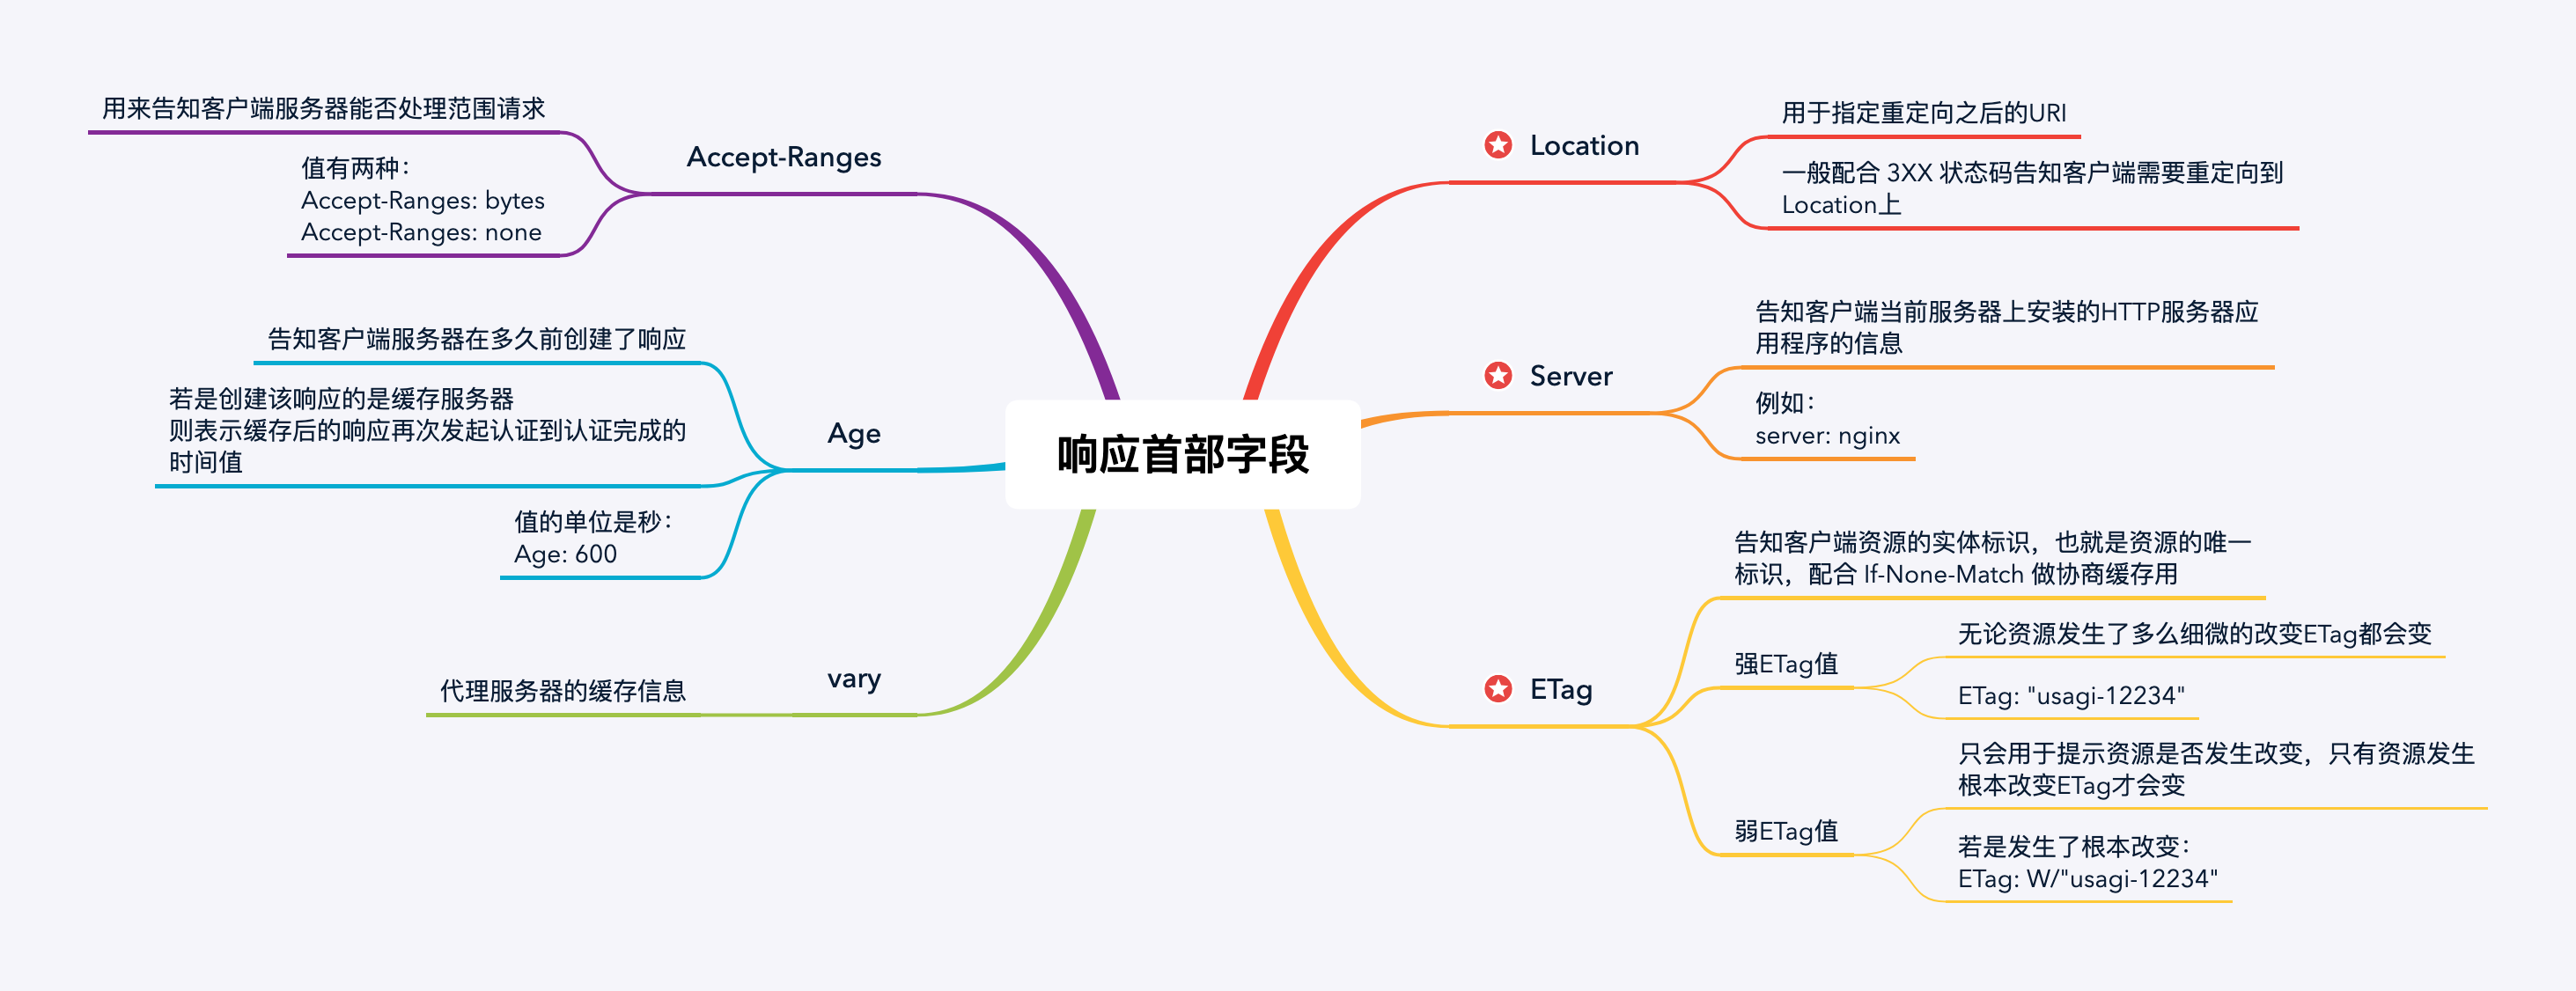 响应首部字段
Location
用于指定重定向之后的URI
一般配合 3XX 状态码告知客户端需要重定向到
Location上
Server
告知客户端当前服务器上安装的HTTP服务器应
用程序的信息
例如：
server: nginx
ETag
告知客户端资源的实体标识，也就是资源的唯一
标识，配合 If-None-Match 做协商缓存用
强ETag值
无论资源发生了多么细微的改变ETag都会变
ETag: "usagi-12234"
弱ETag值
只会用于提示资源是否发生改变，只有资源发生
根本改变ETag才会变
若是发生了根本改变：
ETag: W/"usagi-12234"
Accept-Ranges
用来告知客户端服务器能否处理范围请求
值有两种：
Accept-Ranges: bytes
Accept-Ranges: none
Age
告知客户端服务器在多久前创建了响应
若是创建该响应的是缓存服务器
则表示缓存后的响应再次发起认证到认证完成的
时间值
值的单位是秒：
Age: 600
vary
代理服务器的缓存信息